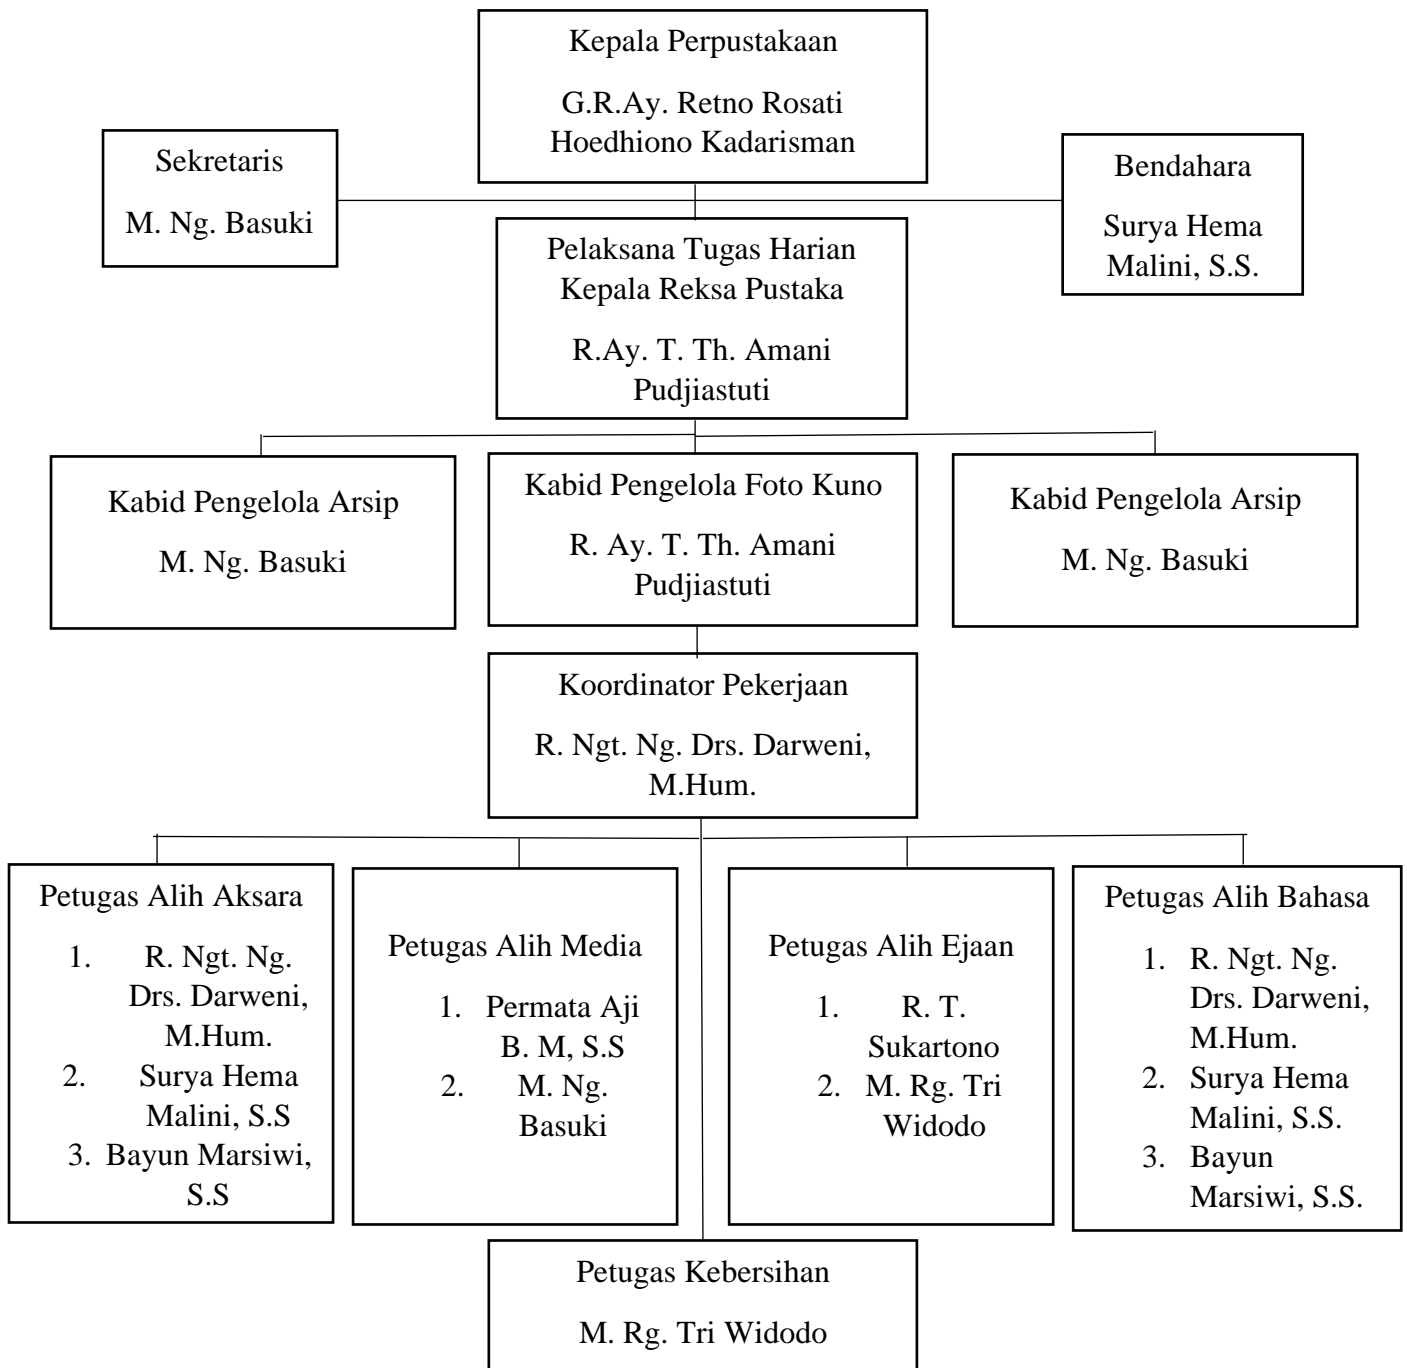 Kepala Perpustakaan
G.R.Ay. Retno Rosati
Hoedhiono Kadarisman
Sekretaris
M. Ng. Basuki
Bendahara
Surya Hema
Malini, S.S.
Pelaksana Tugas Harian
Kepala Reksa Pustaka
R.Ay. T. Th. Amani
Pudjiastuti
Kabid Pengelola Arsip
M. Ng. Basuki
Kabid Pengelola Foto Kuno
R. Ay. T. Th. Amani
Pudjiastuti
Kabid Pengelola Arsip
M. Ng. Basuki
Koordinator Pekerjaan
R. Ngt. Ng. Drs. Darweni,
M.Hum.
Petugas Alih Aksara
1. R. Ngt. Ng.
Drs. Darweni,
M.Hum.
2. Surya Hema
Malini, S.S
3. Bayun Marsiwi,
S.S
Petugas Alih Media
1. Permata Aji
B. M, S.S
2. M. Ng.
Basuki
Petugas Alih Ejaan
1. R. T.
Sukartono
2. M. Rg. Tri
Widodo
Petugas Alih Bahasa
1. R. Ngt. Ng.
Drs. Darweni,
M.Hum.
2. Surya Hema
Malini, S.S.
3. Bayun
Marsiwi, S.S.
Petugas Kebersihan
M. Rg. Tri Widodo